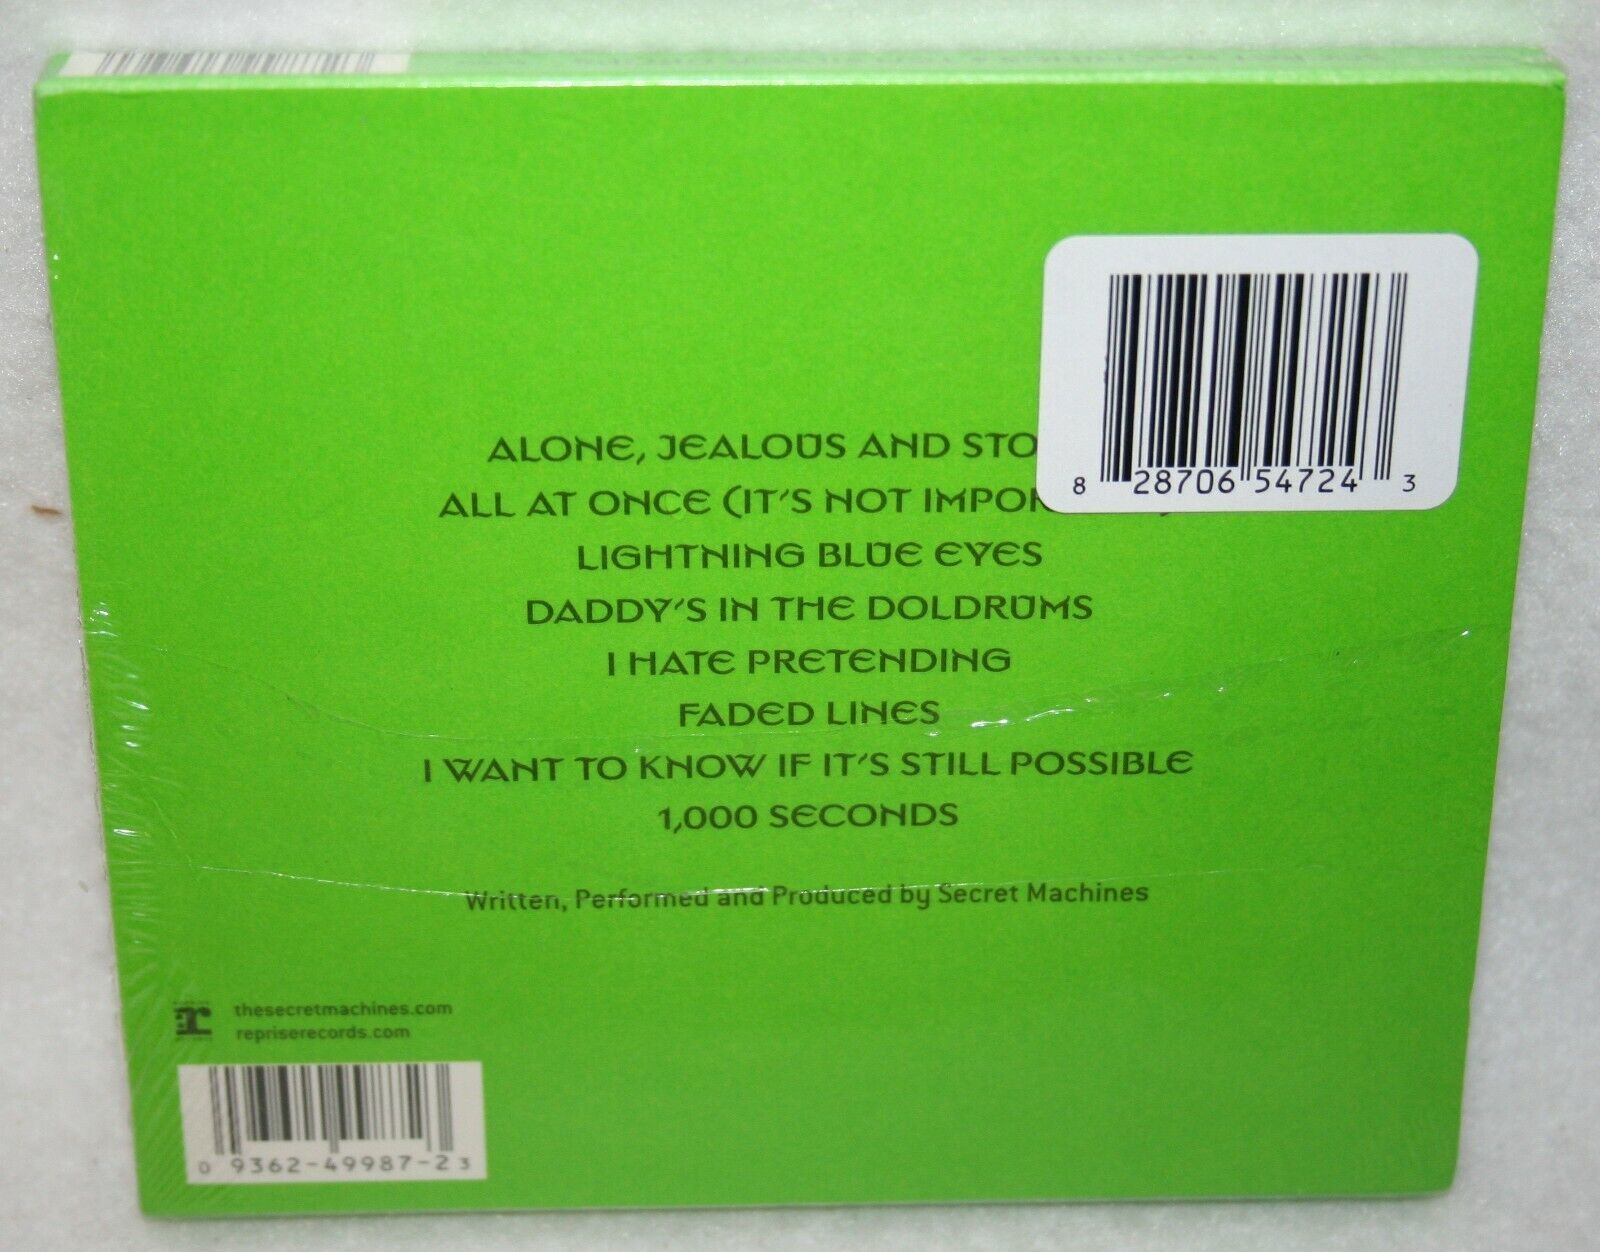 ALONE, JEALOUS AND STO
ALL AT ONCE (IT'S NOT IMPOR
LIGHTNING BLUE EYES
DADDY'S IN THE DOLDRUMS
I HATE PRETENDING
FADED LINES
I WANT TO KNOW IF IT'S STILL POSSIBLE
1,000 SECONDS
8 28706 54724 3
Written, Performed and Produced by Secret Machines
r thesecretmachines.com
repriserecords.com
0 9362-49987-2 3